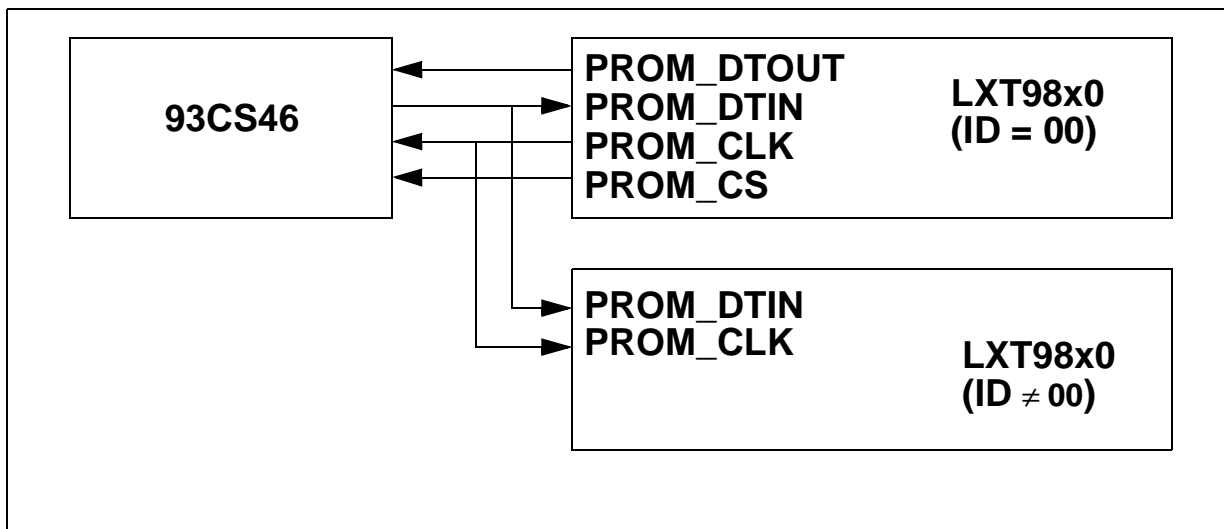 93CS46
PROM_DTOUT
PROM_DTIN
PROM_CLK
PROM_CS
LXT98x0
(ID = 00)
PROM_DTIN
PROM_CLK
LXT98x0
(ID ≠ 00)